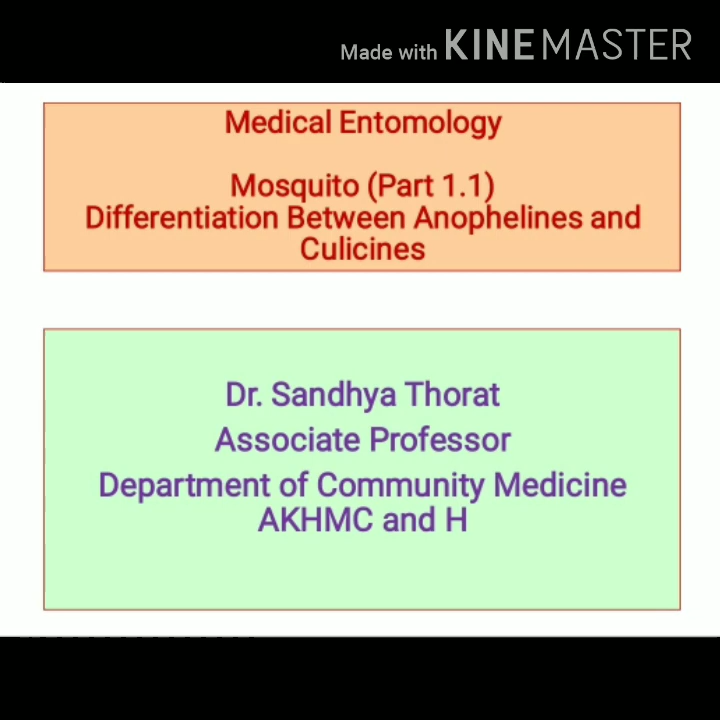 Made with KINEMASTER
Medical Entomology
Mosquito (Part 1.1)
Differentiation Between Anophelines and
Culicines
Dr. Sandhya Thorat
Associate Professor
Department of Community Medicine
AKHMC and H